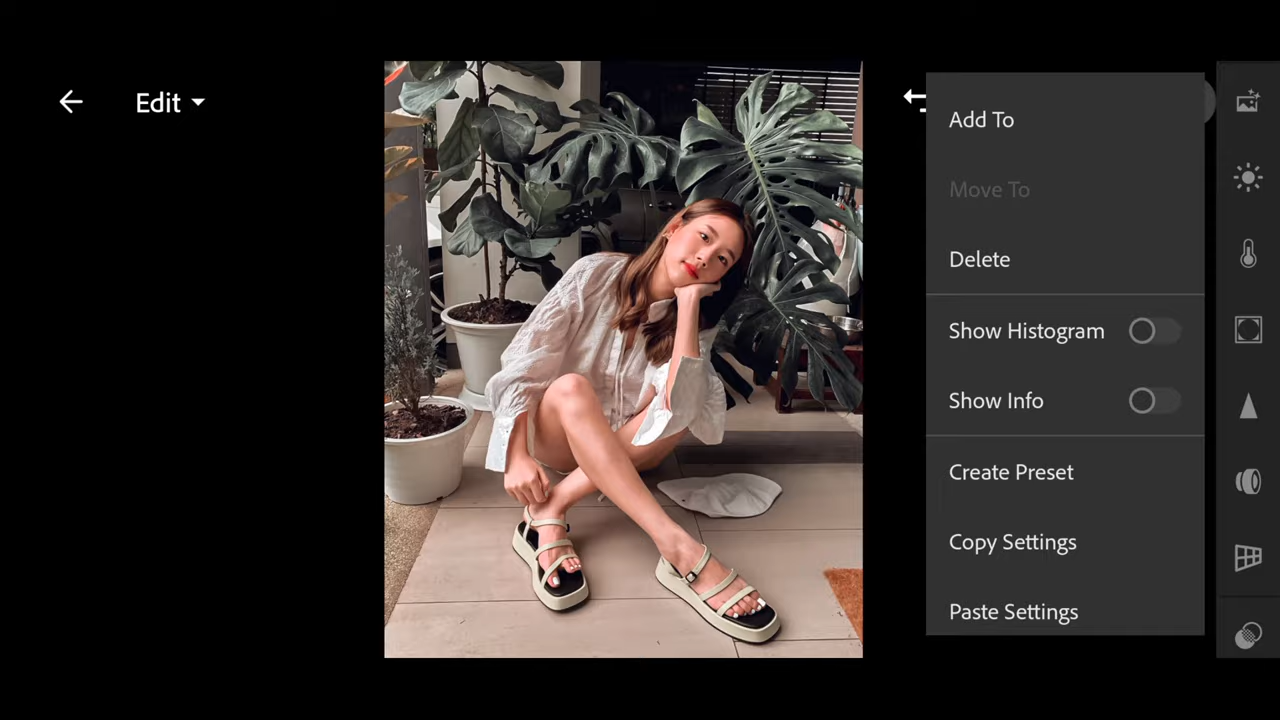 Edit
Add To
Move To
Delete
Show Histogram
Show Info
Create Preset
Copy Settings
Paste Settings